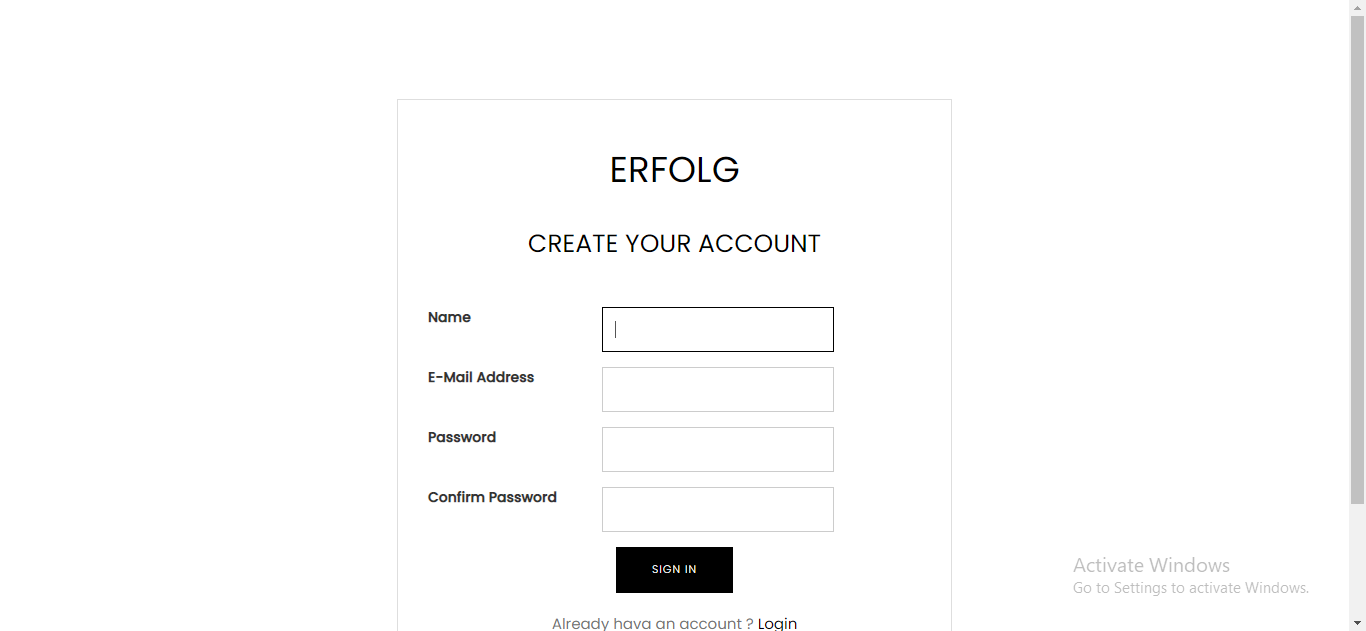 ERFOLG
CREATE YOUR ACCOUNT
Name
E-Mail Address
Password
Confirm Password
SIGN IN
Already hava an account ? Login
Activate Windows
Go to Settings to activate Windows.